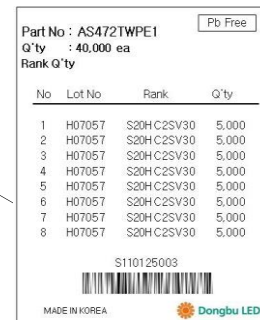 Pb Free
Part No : AS472TWPE1
Q'ty : 40,000 ea
Rank Q'ty
No Lot No Rank Q'ty
1 H07057 S20H C2SV30 5,000
2 H07057 S20H C2SV30 5,000
3 H07057 S20H C2SV30 5,000
4 H07057 S20H C2SV30 5,000
5 H07057 S20H C2SV30 5,000
6 H07057 S20H C2SV30 5,000
7 H07057 S20H C2SV30 5,000
8 H07057 S20H C2SV30 5,000
S110125003
MADE IN KOREA Dongbu LED